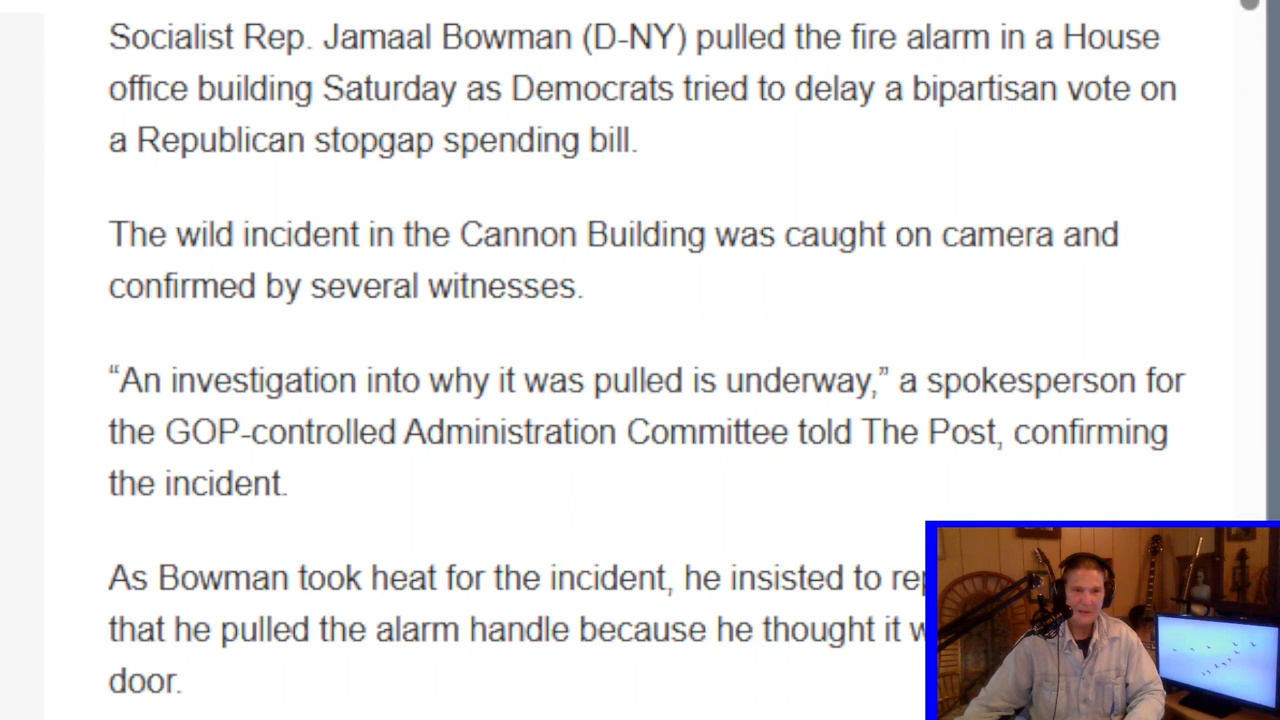 Socialist Rep. Jamaal Bowman (D-NY) pulled the fire alarm in a House
office building Saturday as Democrats tried to delay a bipartisan vote on
a Republican stopgap spending bill.
The wild incident in the Cannon Building was caught on camera and
confirmed by several witnesses.
“An investigation into why it was pulled is underway,” a spokesperson for
the GOP-controlled Administration Committee told The Post, confirming
the incident.
As Bowman took heat for the incident, he insisted to
that he pulled the alarm handle because he thought it
door.